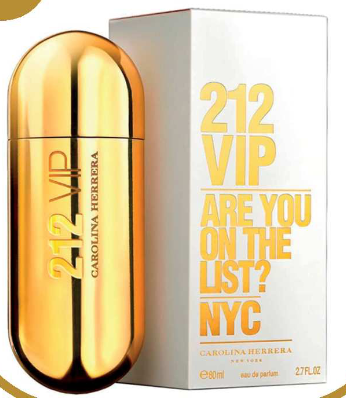 212 VIP
CAROLINA HERRERA
212
VIP
ARE YOU
ON THE
LIST?
NYC
CAROLINA HERRERA
NEW YORK
℮80ml eau de parfum 2.7FL.OZ